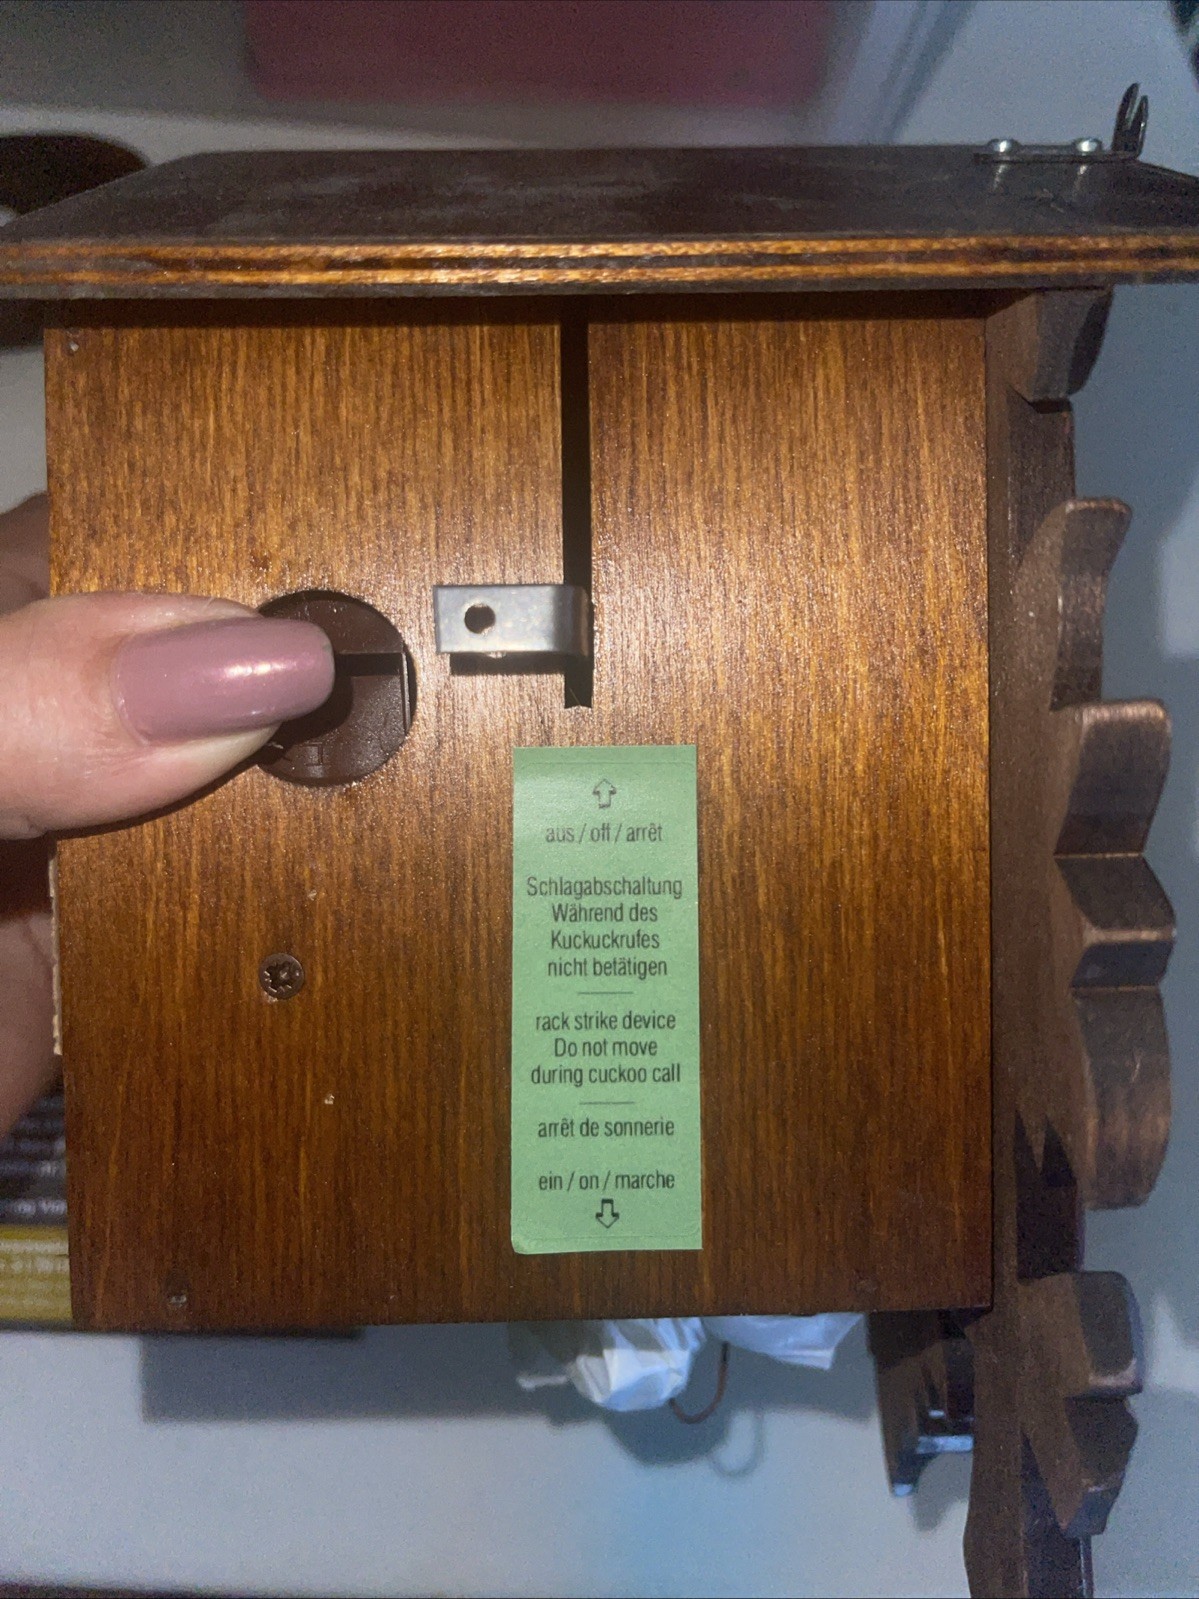 aus / off / arrêt
Schlagabschaltung
Während des
Kuckuckrufes
nicht betätigen
rack strike device
Do not move
during cuckoo call
arrêt de sonnerie
ein / on / marche